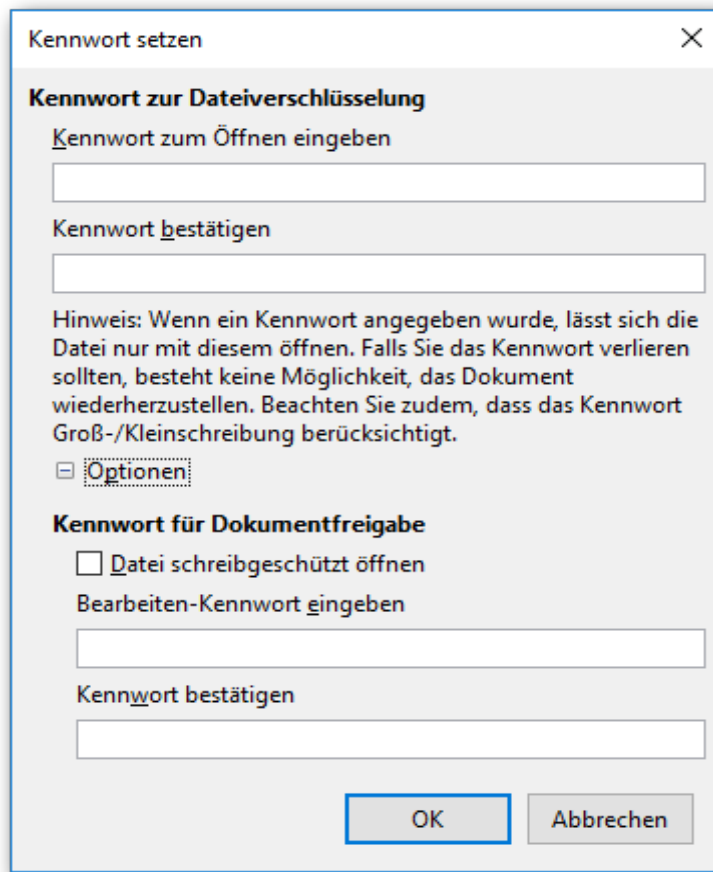 Kennwort setzen
Kennwort zur Dateiverschlüsselung
Kennwort zum Öffnen eingeben
Kennwort bestätigen
Hinweis: Wenn ein Kennwort angegeben wurde, lässt sich die
Datei nur mit diesem öffnen. Falls Sie das Kennwort verlieren
sollten, besteht keine Möglichkeit, das Dokument
wiederherzustellen. Beachten Sie zudem, dass das Kennwort
Groß-/Kleinschreibung berücksichtigt.
Optionen
Kennwort für Dokumentfreigabe
Datei schreibgeschützt öffnen
Bearbeiten-Kennwort eingeben
Kennwort bestätigen
OK
Abbrechen